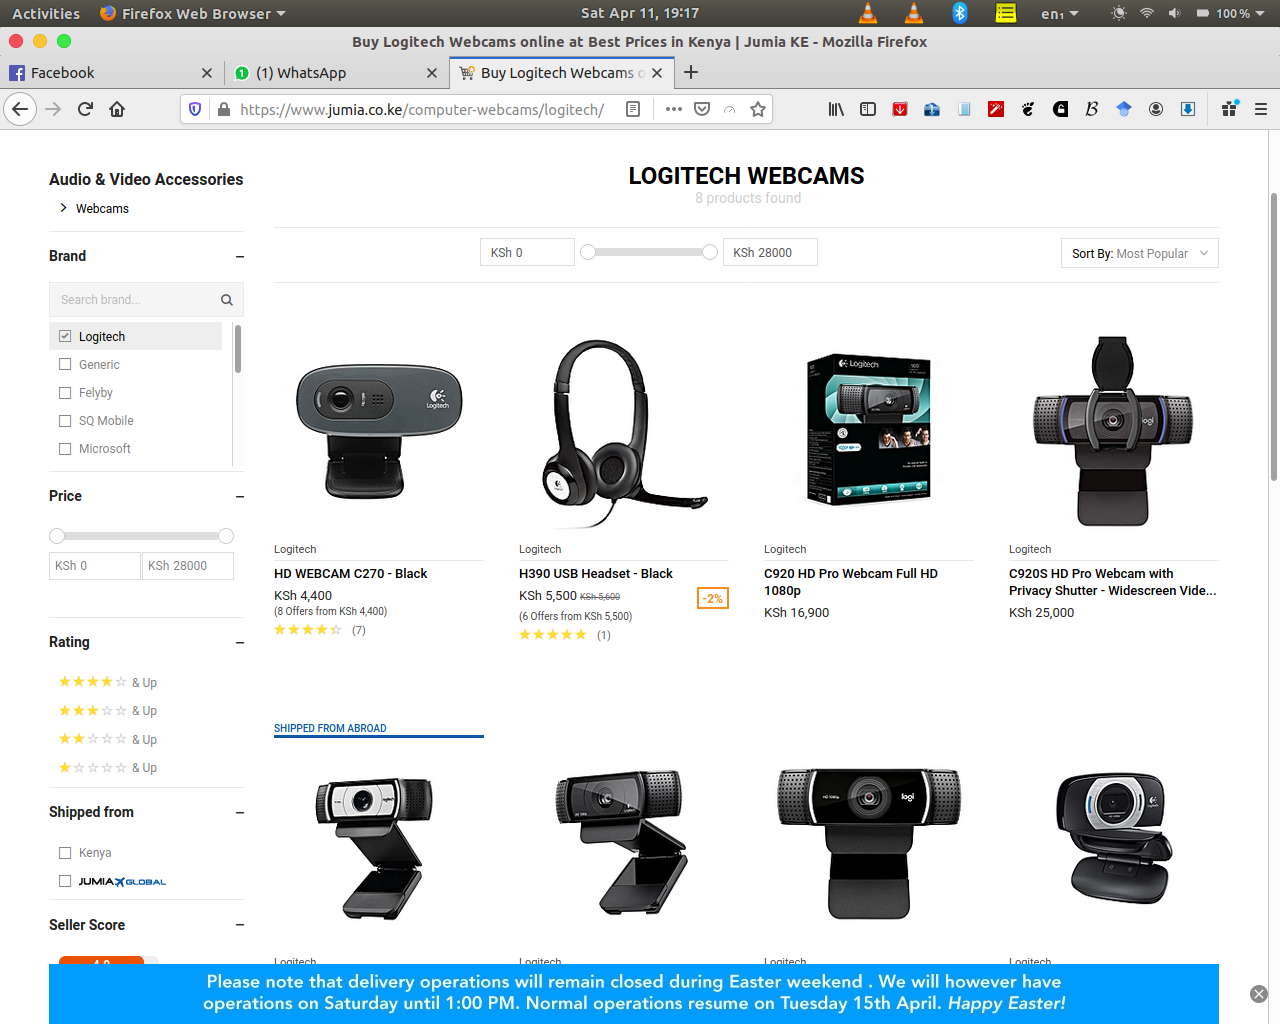 Activities Firefox Web Browser Sat Apr 11, 19:17 en₁ 100 %
Buy Logitech Webcams online at Best Prices in Kenya | Jumia KE - Mozilla Firefox
Facebook (1) WhatsApp Buy Logitech Webcams o
https://www.jumia.co.ke/computer-webcams/logitech/
Audio & Video Accessories
Webcams
Brand
Search brand...
Logitech
Generic
Felyby
SQ Mobile
Microsoft
Price
KSh 0 KSh 28000
Rating
& Up
& Up
& Up
& Up
Shipped from
Kenya
JUMIA GLOBAL
Seller Score
LOGITECH WEBCAMS
8 products found
KSh 0 KSh 28000
Sort By: Most Popular
Logitech
HD WEBCAM C270 - Black
KSh 4,400
(8 Offers from KSh 4,400)
(7)
Logitech
H390 USB Headset - Black
KSh 5,500 KSh 5,600 -2%
(6 Offers from KSh 5,500)
(1)
Logitech
C920 HD Pro Webcam Full HD
1080p
KSh 16,900
Logitech
C920S HD Pro Webcam with
Privacy Shutter - Widescreen Vide...
KSh 25,000
SHIPPED FROM ABROAD
Logitech
Logitech
Logitech
Logitech
Please note that delivery operations will remain closed during Easter weekend . We will however have
operations on Saturday until 1:00 PM. Normal operations resume on Tuesday 15th April. Happy Easter!